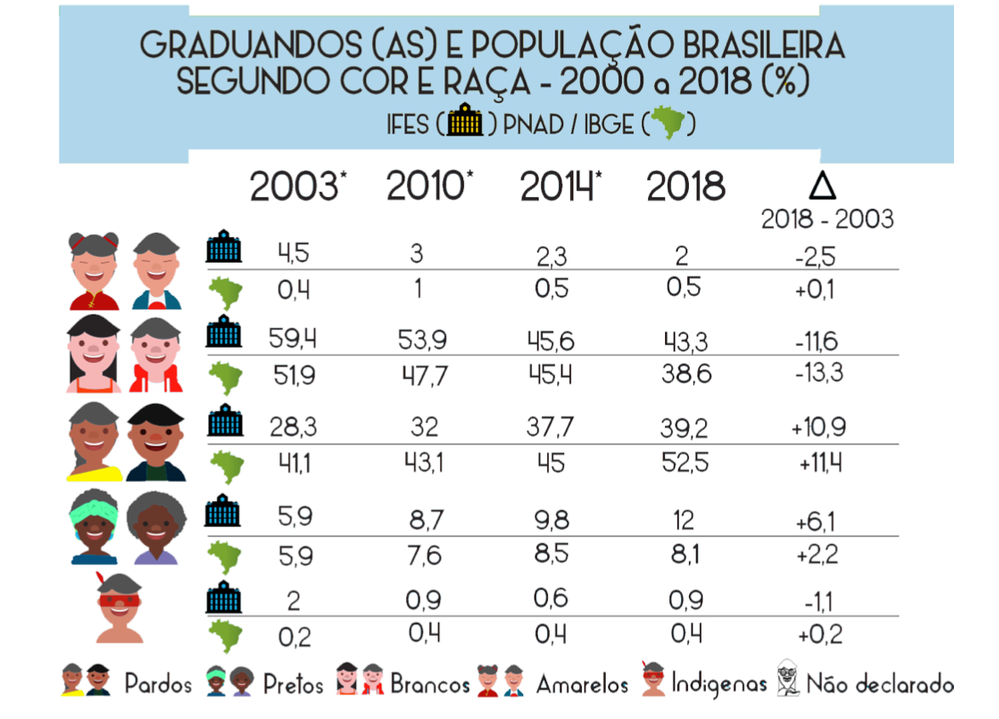 GRADUANDOS (AS) E POPULAÇÃO BRASILEIRA
SEGUNDO COR E RAÇA - 2000 a 2018 (%)
IFES ( ) PNAD / IBGE ( )
2003* 2010* 2014* 2018 Δ
2018 - 2003
4,5 3 2,3 2 -2,5
0,4 1 0,5 0,5 +0,1
59,4 53,9 45,6 43,3 -11,6
51,9 47,7 45,4 38,6 -13,3
28,3 32 37,7 39,2 +10,9
41,1 43,1 45 52,5 +11,4
5,9 8,7 9,8 12 +6,1
5,9 7,6 8,5 8,1 +2,2
2 0,9 0,6 0,9 -1,1
0,2 0,4 0,4 0,4 +0,2
Pardos Pretos Brancos Amarelos Indigenas Não declarado